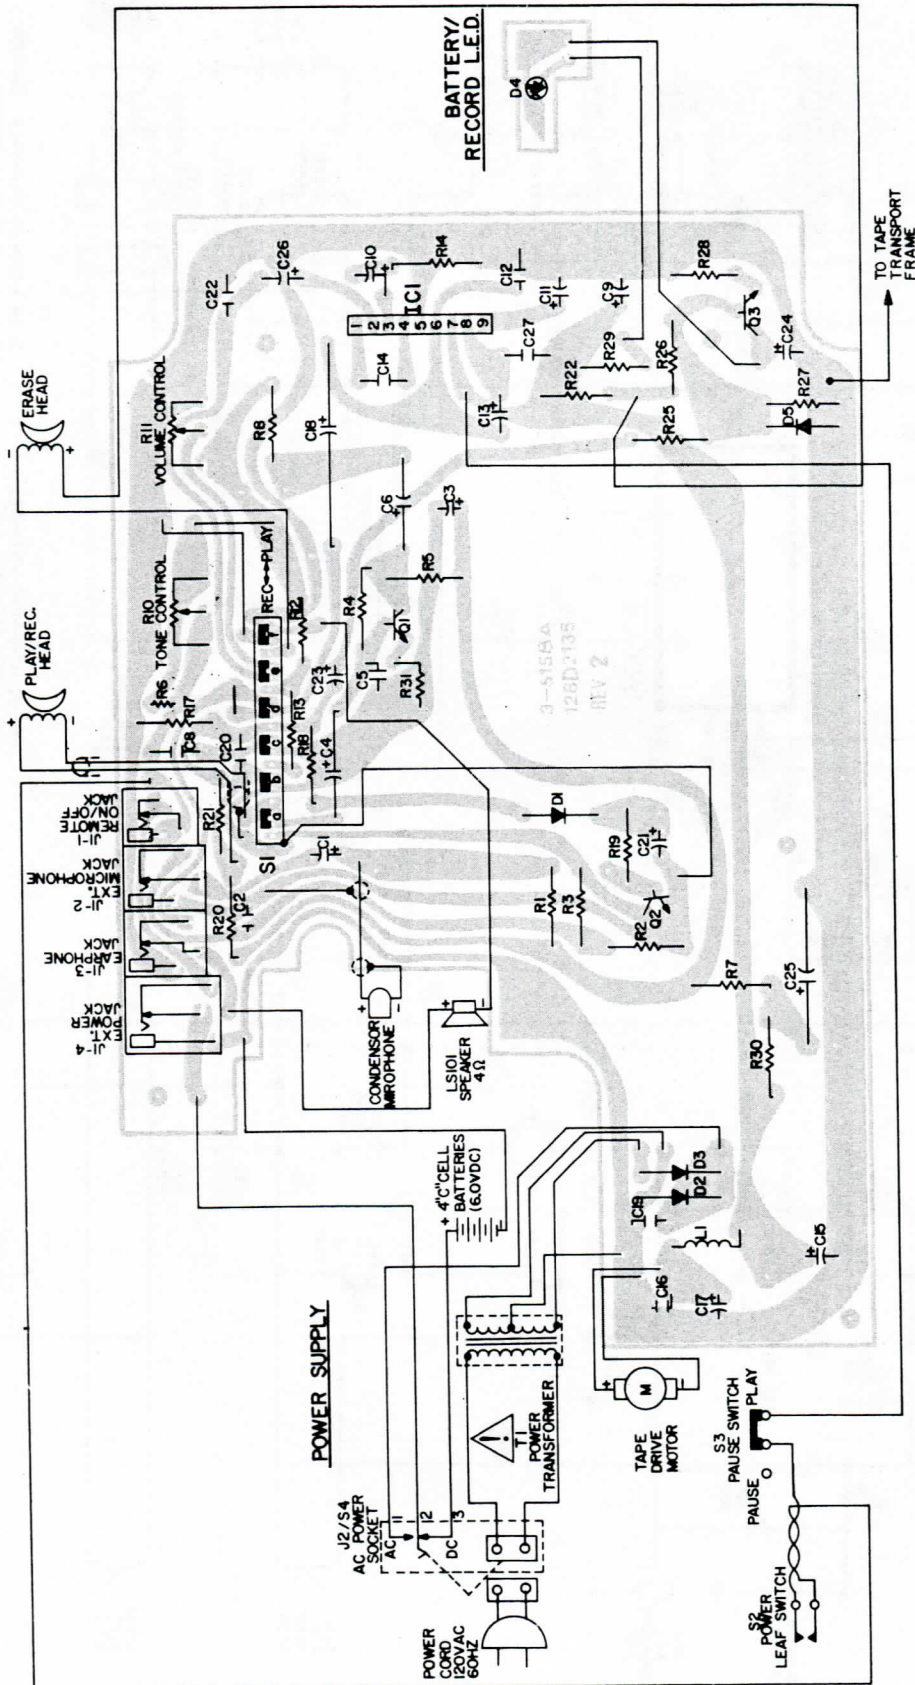 BATTERY/
RECORD L.E.D.
D4
TO TAPE
TRANSPORT
FRAME
ERASE
HEAD
-
+
R11
VOLUME CONTROL
PLAY/REC.
HEAD
+
-
R10
TONE CONTROL
R6
R17
C8
C20
C22
C26
C10
R14
IC1
1
2
3
4
5
6
7
8
9
C14
C12
C11
C9
C27
R28
Q3
C24
R29
R26
R22
R27
D5
R25
C13
R8
C18
C6
C3
R5
R4
Q1
C5
R31
C23
R12
REC↔PLAY
f
e
d
c
b
a
S1
R13
R18
C4
C1
R21
C2
R20
J1-1
REMOTE
ON/OFF
JACK
J1-2
EXT.
MICROPHONE
JACK
J1-3
EARPHONE
JACK
J1-4
EXT.
POWER
JACK
3-5158A
REV 2
D1
R19
C21
Q2
R1
R3
R2
R7
C25
R30
CONDENSOR
MIROPHONE
+
-
LS101
SPEAKER
4Ω
+
-
4"C"CELL
BATTERIES
(6.0VDC)
+
D2
D3
C19
L1
C16
C17
C15
POWER SUPPLY
J2/S4
AC POWER
SOCKET
AC
11
12
13
DC
T1
POWER
TRANSFORMER
!
POWER
CORD
120VAC
60HZ
TAPE
DRIVE
MOTOR
M
+
-
S3
PAUSE SWITCH
PLAY
PAUSE
S2
POWER
LEAF SWITCH